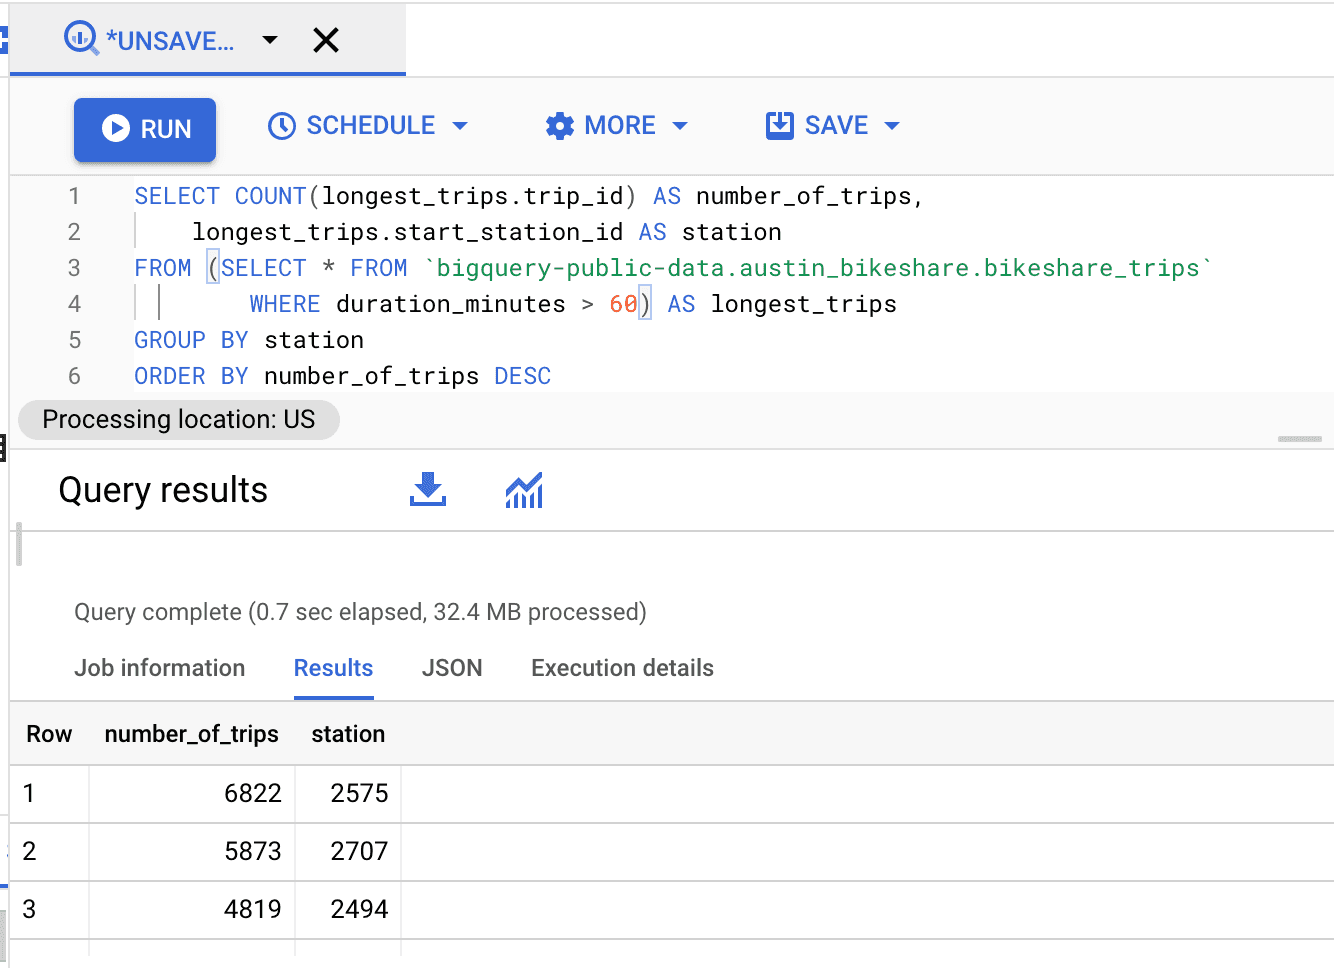 *UNSAVE...
RUN SCHEDULE MORE SAVE
1 SELECT COUNT(longest_trips.trip_id) AS number_of_trips,
2 longest_trips.start_station_id AS station
3 FROM (SELECT * FROM `bigquery-public-data.austin_bikeshare.bikeshare_trips`
4 WHERE duration_minutes > 60) AS longest_trips
5 GROUP BY station
6 ORDER BY number_of_trips DESC
Processing location: US
Query results
Query complete (0.7 sec elapsed, 32.4 MB processed)
Job information Results JSON Execution details
Row number_of_trips station
1 6822 2575
2 5873 2707
3 4819 2494